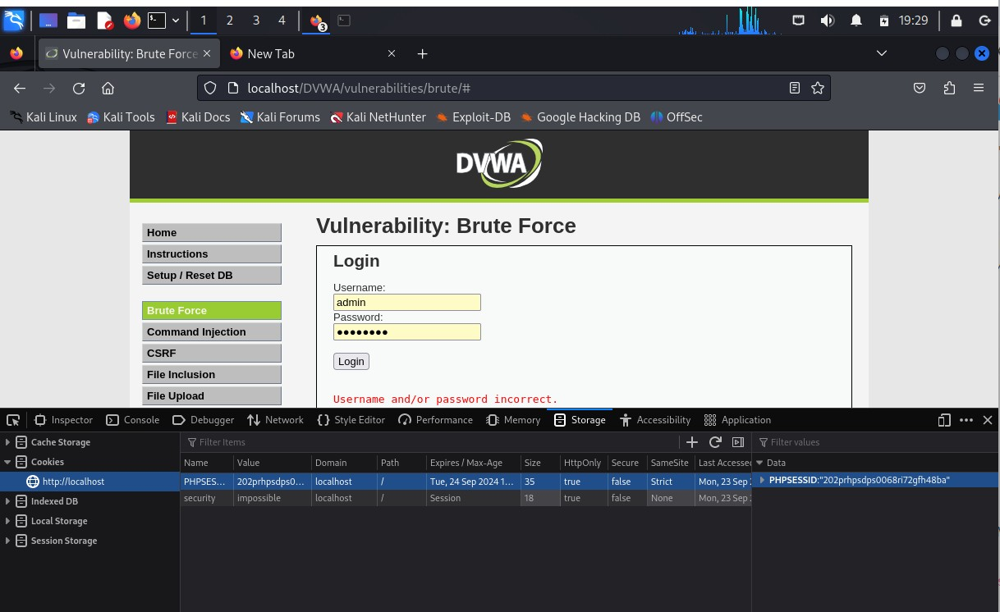 1 2 3 4 3 19:29
Vulnerability: Brute Force New Tab
localhost/DVWA/vulnerabilities/brute/#
Kali Linux Kali Tools Kali Docs Kali Forums Kali NetHunter Exploit-DB Google Hacking DB OffSec
DVWA
Vulnerability: Brute Force
Home
Instructions
Setup / Reset DB
Brute Force
Command Injection
CSRF
File Inclusion
File Upload
Login
Username:
admin
Password:
••••••••
Login
Username and/or password incorrect.
Inspector Console Debugger Network Style Editor Performance Memory Storage Accessibility Application
Cache Storage
Cookies
http://localhost
Indexed DB
Local Storage
Session Storage
Filter Items
Name Value Domain Path Expires / Max-Age Size HttpOnly Secure SameSite Last Accessed
PHPSES... 202prhpsdps0... localhost / Tue, 24 Sep 2024 1... 35 true false Strict Mon, 23 Sep
security impossible localhost / Session 18 true false None Mon, 23 Sep
Filter values
Data
PHPSESSID:"202prhpsdps0068ri72gfh48ba"